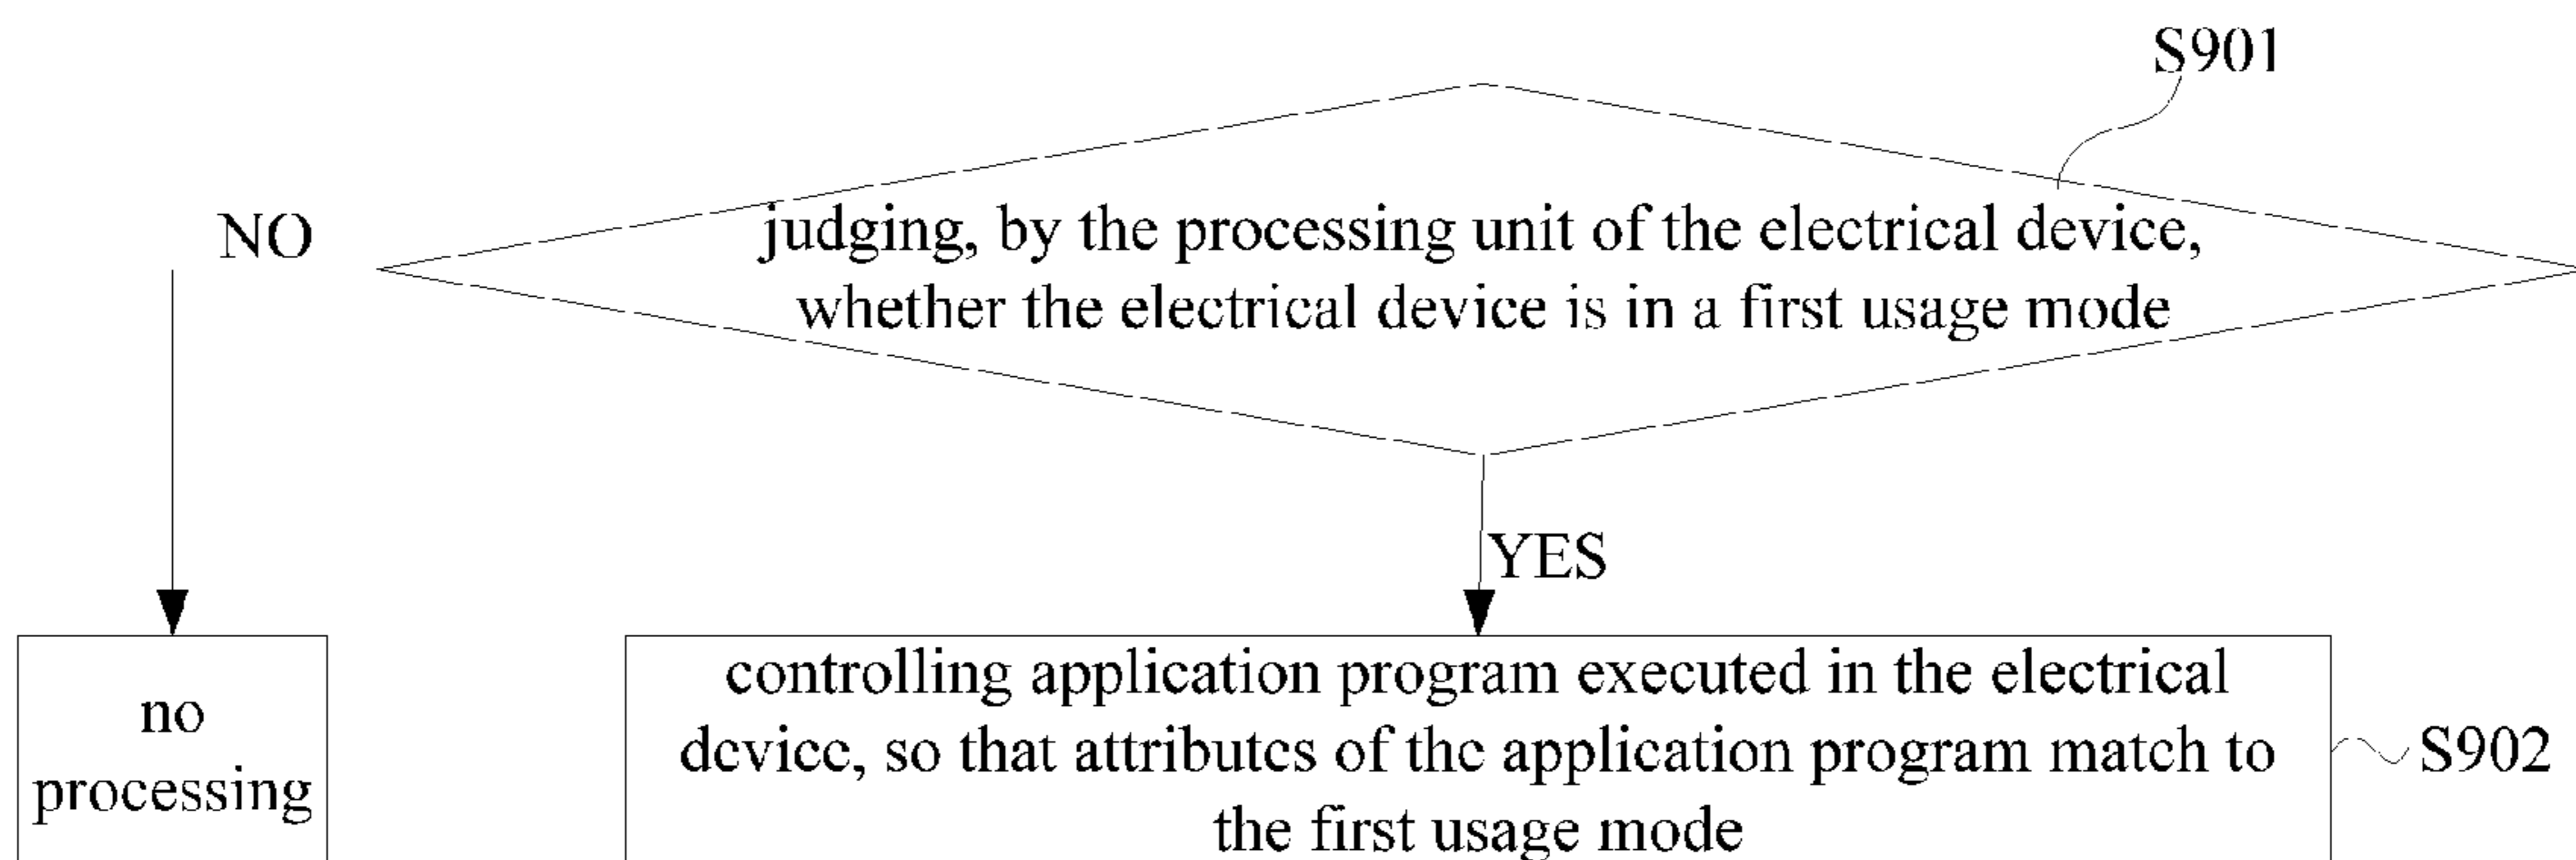 S901
judging, by the processing unit of the electrical device,
whether the electrical device is in a first usage mode
NO
YES
no
processing
controlling application program executed in the electrical
device, so that attributes of the application program match to
the first usage mode
S902